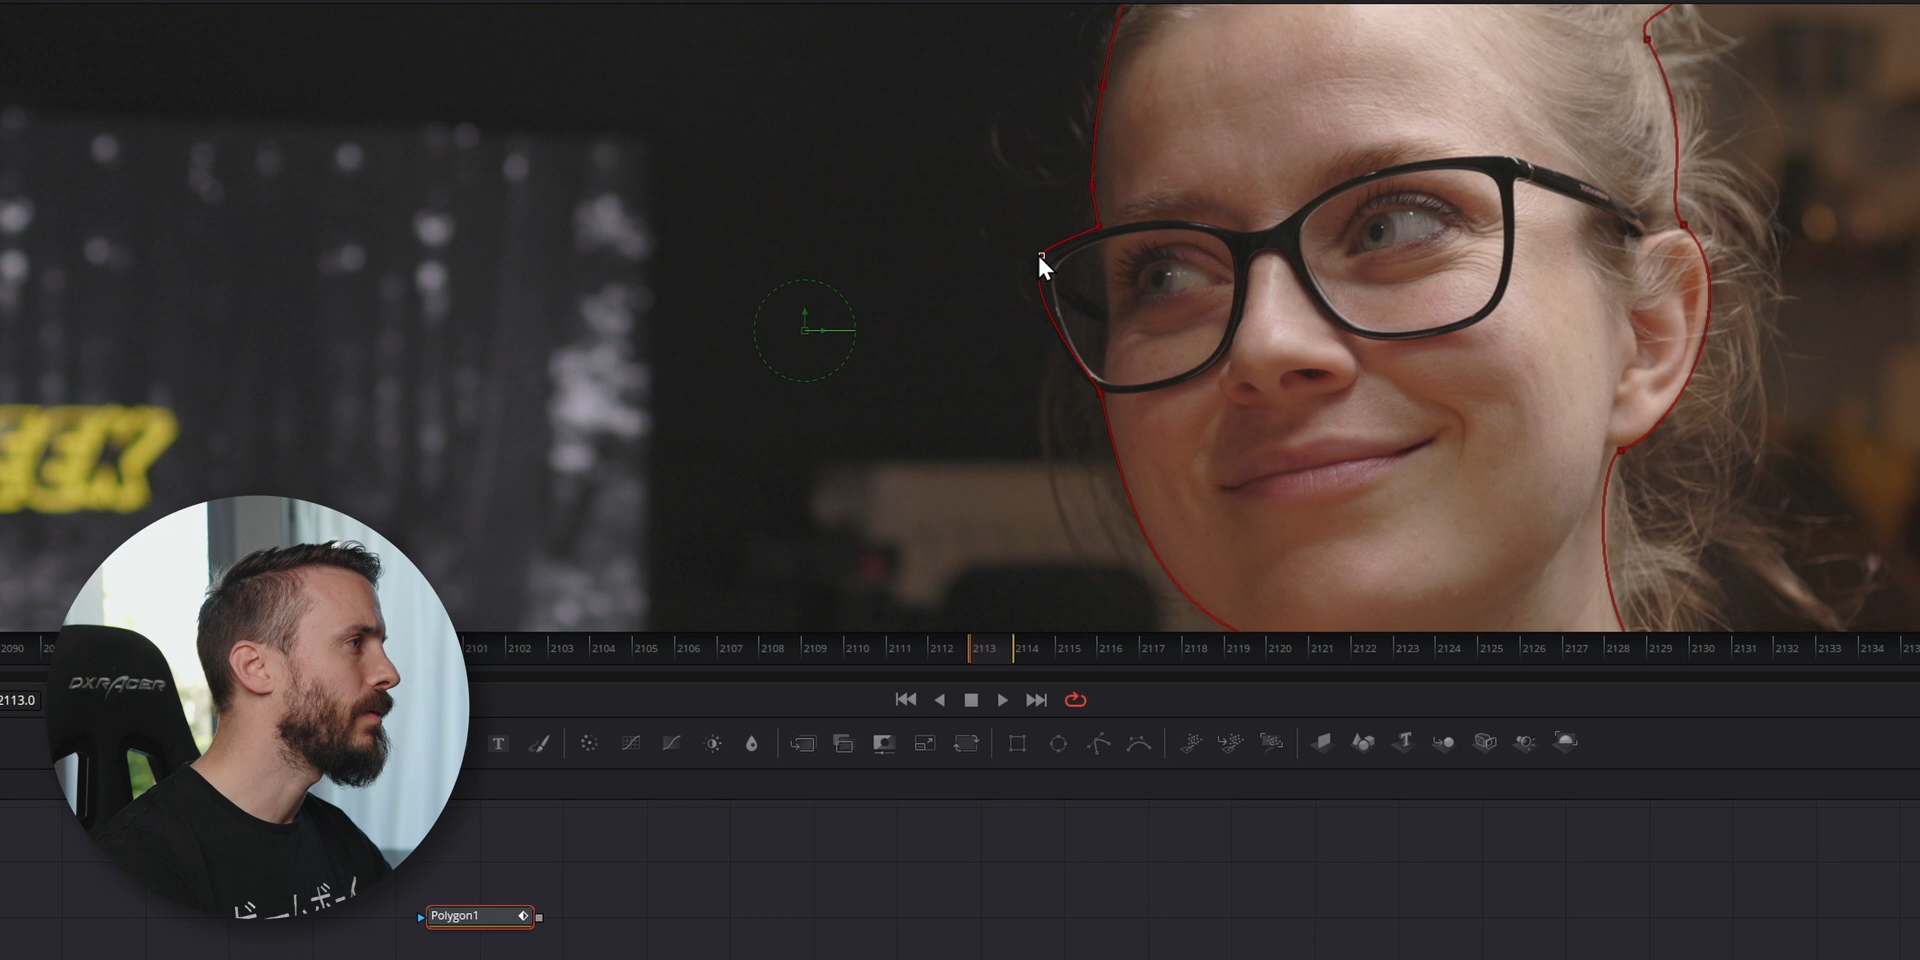 EEK
2090
2101 2102 2103 2104 2105 2106 2107 2108 2109 2110 2111 2112 2113 2114 2115 2116 2117 2118 2119 2120 2121 2122 2123 2124 2125 2126 2127 2128 2129 2130 2131 2132 2133 2134
2113.0
DXRACER
T
Polygon1